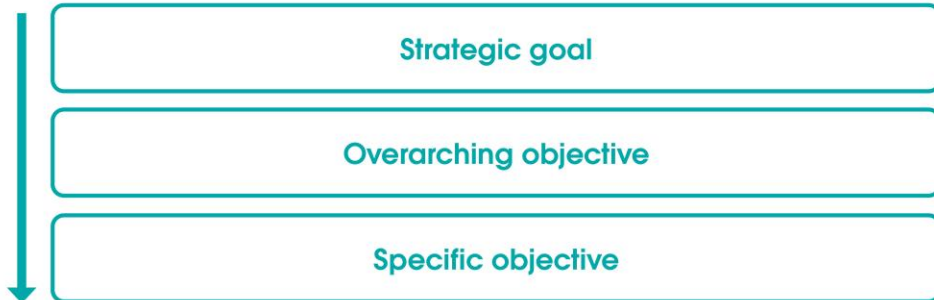 Strategic goal
Overarching objective
Specific objective